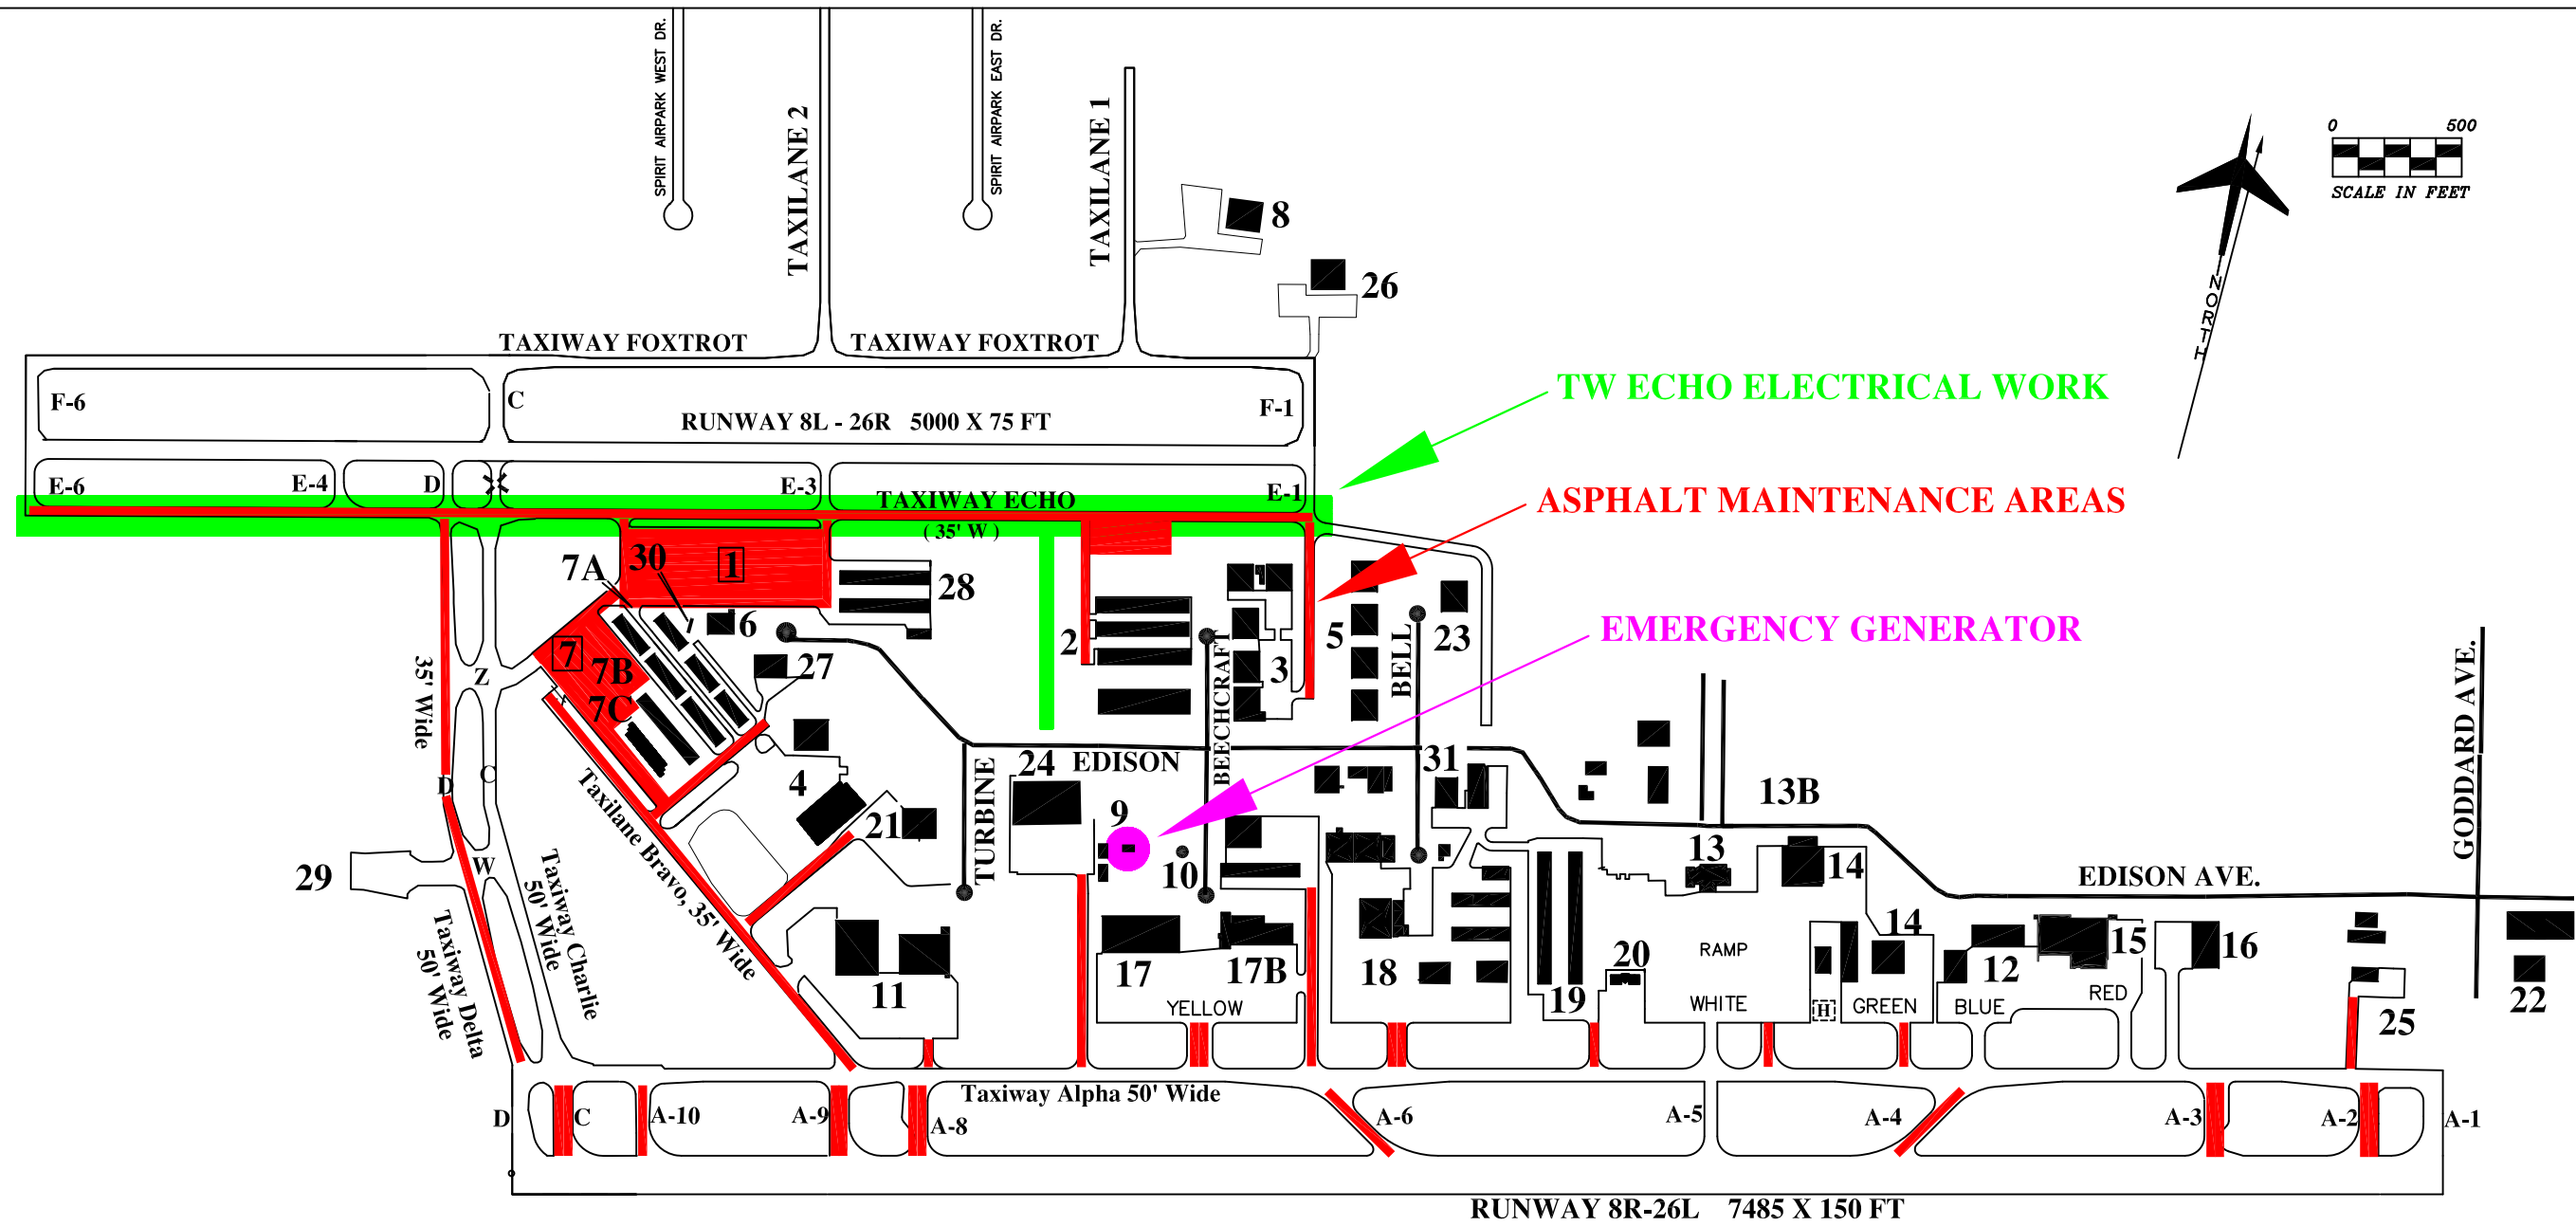 SPIRIT AIRPARK WEST DR.
TAXILANE 2
SPIRIT AIRPARK EAST DR.
TAXILANE 1
8
26
0 500
SCALE IN FEET
NORTH
TAXIWAY FOXTROT
TAXIWAY FOXTROT
F-6
C
RUNWAY 8L - 26R 5000 X 75 FT
F-1
TW ECHO ELECTRICAL WORK
E-6
E-4
D
E-3
TAXIWAY ECHO
E-1
( 35' W )
ASPHALT MAINTENANCE AREAS
7A
30
1
28
6
27
2
3
5
BELL
23
EMERGENCY GENERATOR
7
7B
7C
Z
35' Wide
D
C
W
29
Taxiway Delta
50' Wide
Taxiway Charlie
50' Wide
Taxilane Bravo, 35' Wide
4
21
TURBINE
24
EDISON
BEECHCRAFT
9
10
31
13B
13
14
GODDARD AVE.
EDISON AVE.
11
17
17B
YELLOW
18
19
20
RAMP
WHITE
H
14
GREEN
12
BLUE
15
RED
16
25
22
D
C
A-10
A-9
A-8
Taxiway Alpha 50' Wide
A-6
A-5
A-4
A-3
A-2
A-1
RUNWAY 8R-26L 7485 X 150 FT